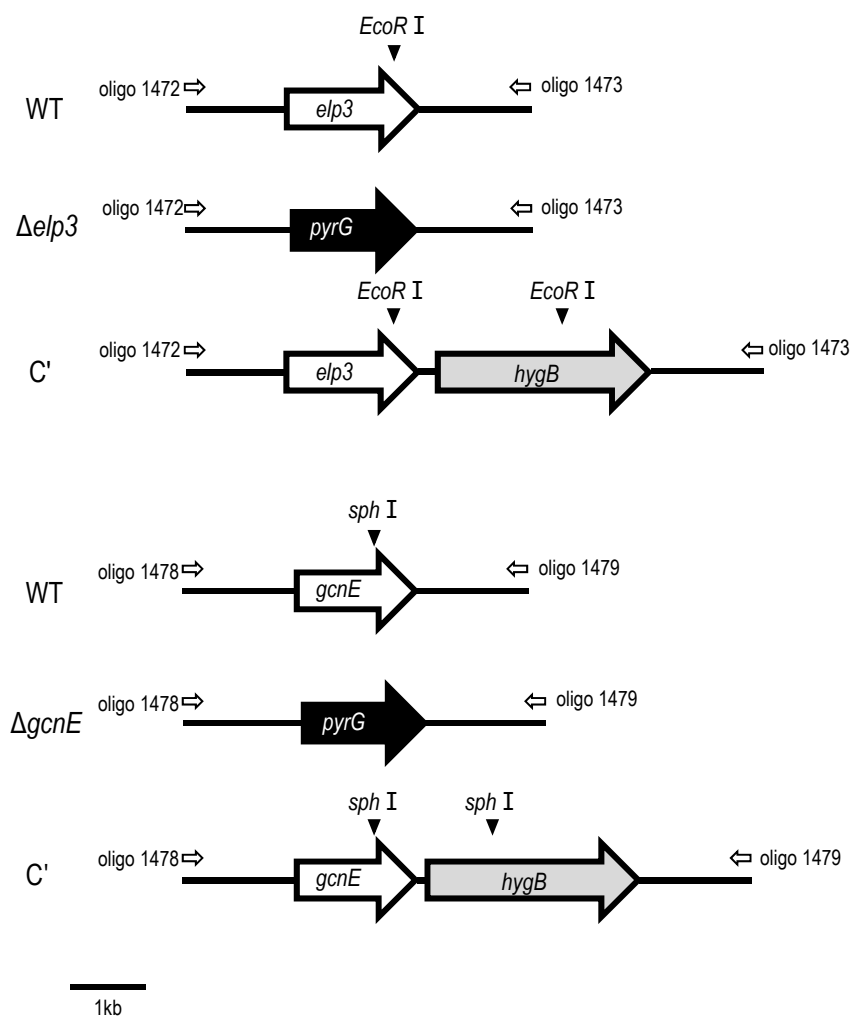 EcoR I
oligo 1472
oligo 1473
WT
elp3
oligo 1472
oligo 1473
Δelp3
pyrG
EcoR I
EcoR I
oligo 1472
oligo 1473
C'
elp3
hygB
sph I
oligo 1478
oligo 1479
WT
gcnE
oligo 1478
oligo 1479
ΔgcnE
pyrG
sph I
sph I
oligo 1478
oligo 1479
C'
gcnE
hygB
1kb